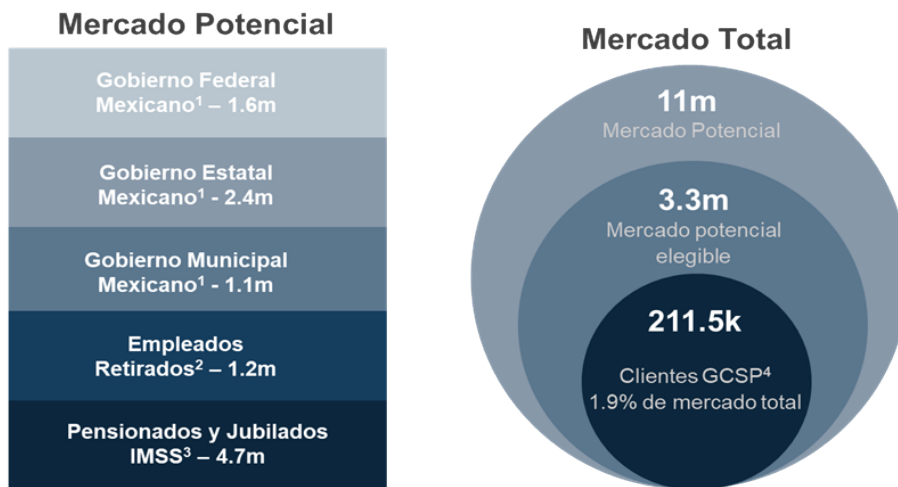 Mercado Potencial
Gobierno Federal
Mexicano¹ – 1.6m
Gobierno Estatal
Mexicano¹ - 2.4m
Gobierno Municipal
Mexicano¹ - 1.1m
Empleados
Retirados² – 1.2m
Pensionados y Jubilados
IMSS³ – 4.7m
Mercado Total
11m
Mercado Potencial
3.3m
Mercado potencial
elegible
211.5k
Clientes GCSP⁴
1.9% de mercado total